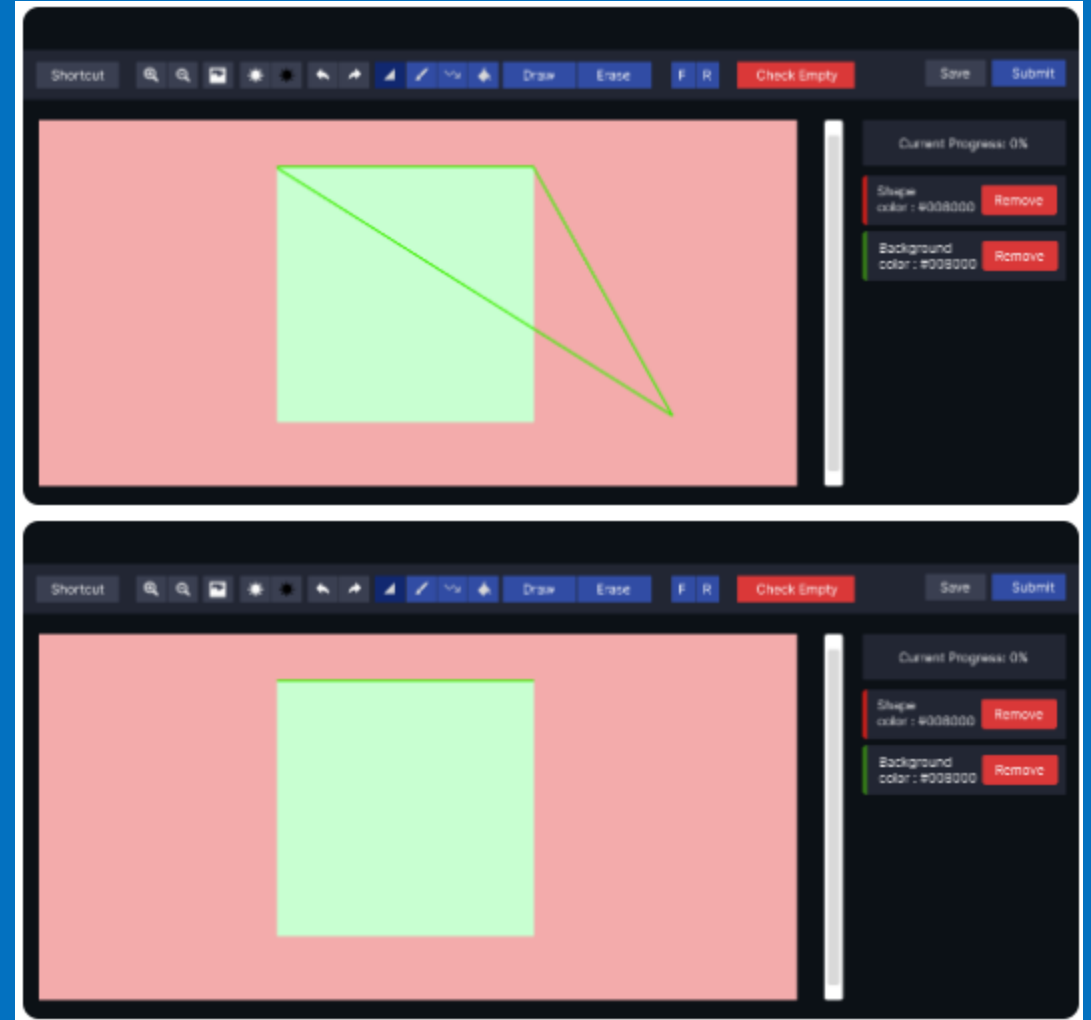 Shortcut
Draw
Erase
F R
Check Empty
Save
Submit
Current Progress: 0%
Shape
color : #008000
Remove
Background
color : #008000
Remove
Shortcut
Draw
Erase
F R
Check Empty
Save
Submit
Current Progress: 0%
Shape
color : #008000
Remove
Background
color : #008000
Remove